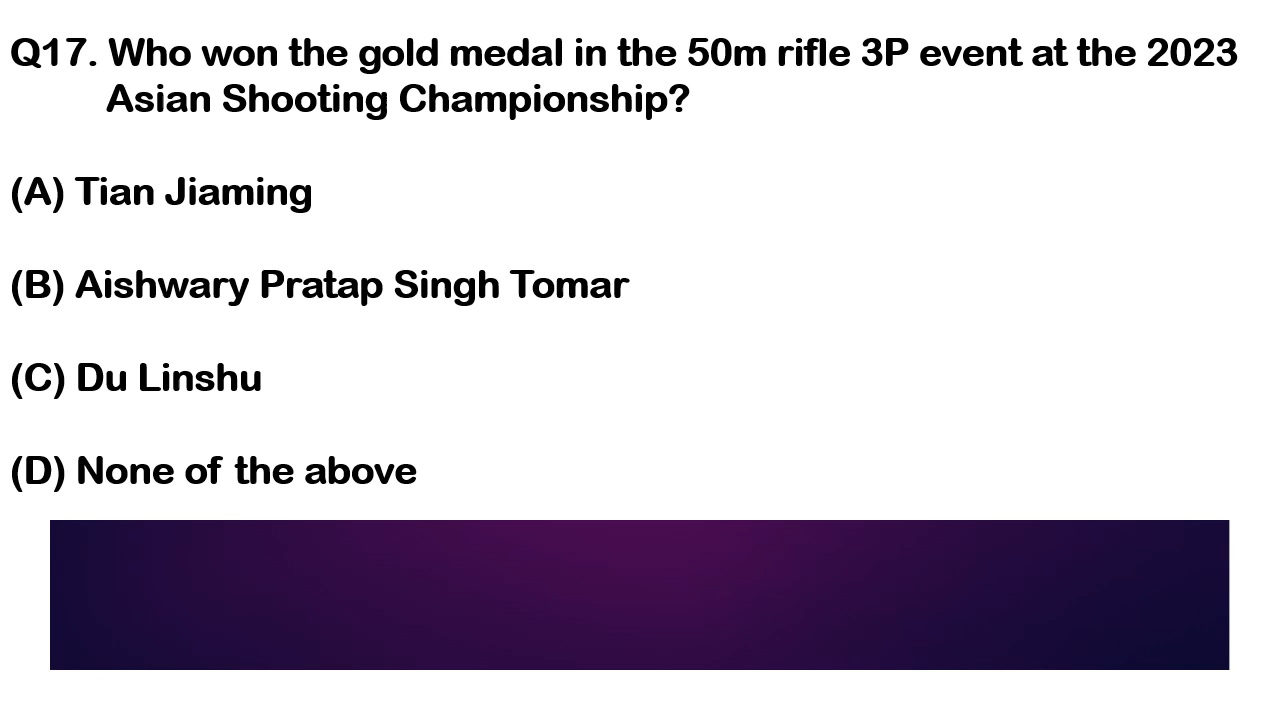 Q17. Who won the gold medal in the 50m rifle 3P event at the 2023
Asian Shooting Championship?
(A) Tian Jiaming
(B) Aishwary Pratap Singh Tomar
(C) Du Linshu
(D) None of the above